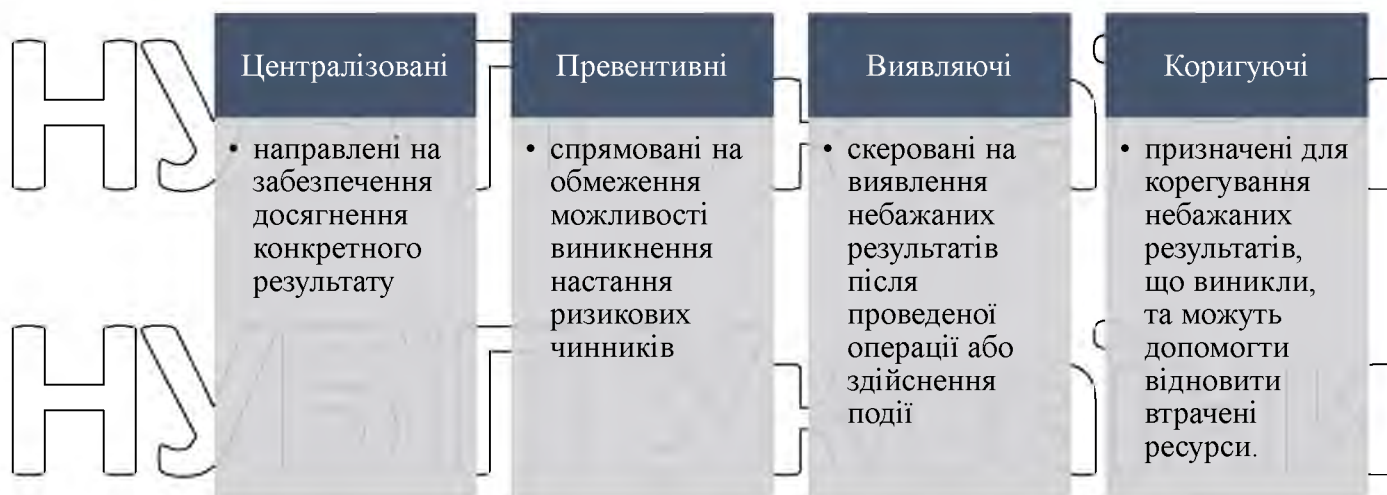 Централізовані
• направлені на
забезпечення
досягнення
конкретного
результату
Превентивні
• спрямовані на
обмеження
можливості
виникнення
настання
ризикових
чинників
Виявляючі
• скеровані на
виявлення
небажаних
результатів
після
проведеної
операції або
здійснення
події
Коригуючі
• призначені для
корегування
небажаних
результатів,
що виникли,
та можуть
допомогти
відновити
втрачені
ресурси.
НУ
НУ